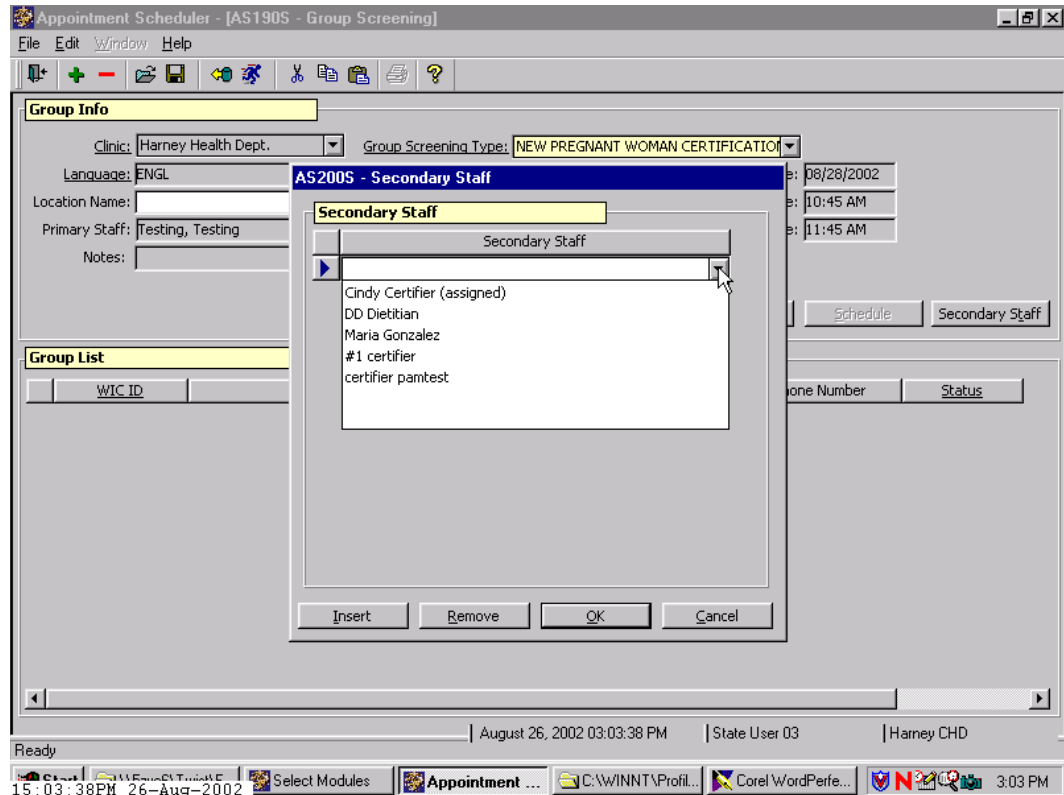 Appointment Scheduler - [AS190S - Group Screening]
File Edit Window Help
Group Info
Clinic: Harney Health Dept. Group Screening Type: NEW PREGNANT WOMAN CERTIFICATION
Language: ENGL AS200S - Secondary Staff e: 08/28/2002
Location Name: Secondary Staff e: 10:45 AM
Primary Staff: Testing, Testing e: 11:45 AM
Secondary Staff
Notes:
Cindy Certifier (assigned)
DD Dietitian
Schedule Secondary Staff
Maria Gonzalez
#1 certifier
Group List
certifier pamtest
WIC ID one Number Status
Insert Remove OK Cancel
August 26, 2002 03:03:38 PM State User 03 Harney CHD
Ready
Select Modules Appointment ... C:\WINNT\Profil... Corel WordPerfe... 3:03 PM
15:03:38PM 26-Aug-2002